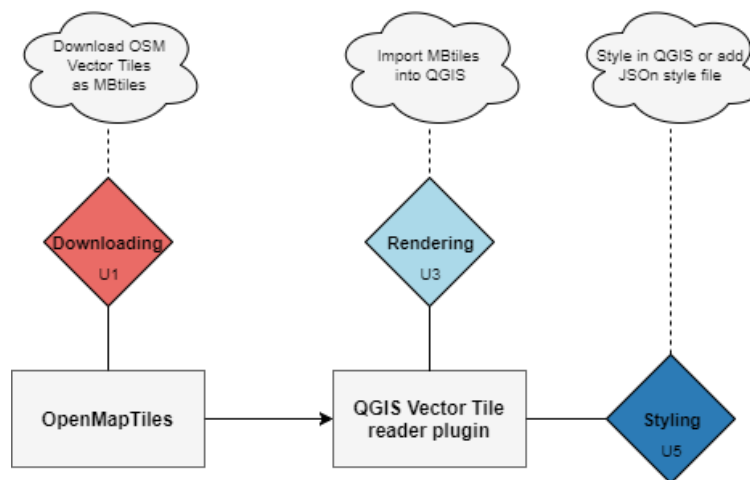 Download OSM
Vector Tiles
as MBtiles
Import MBtiles
into QGIS
Style in QGIS or add
JSOn style file
Downloading
U1
Rendering
U3
OpenMapTiles
QGIS Vector Tile
reader plugin
Styling
U5